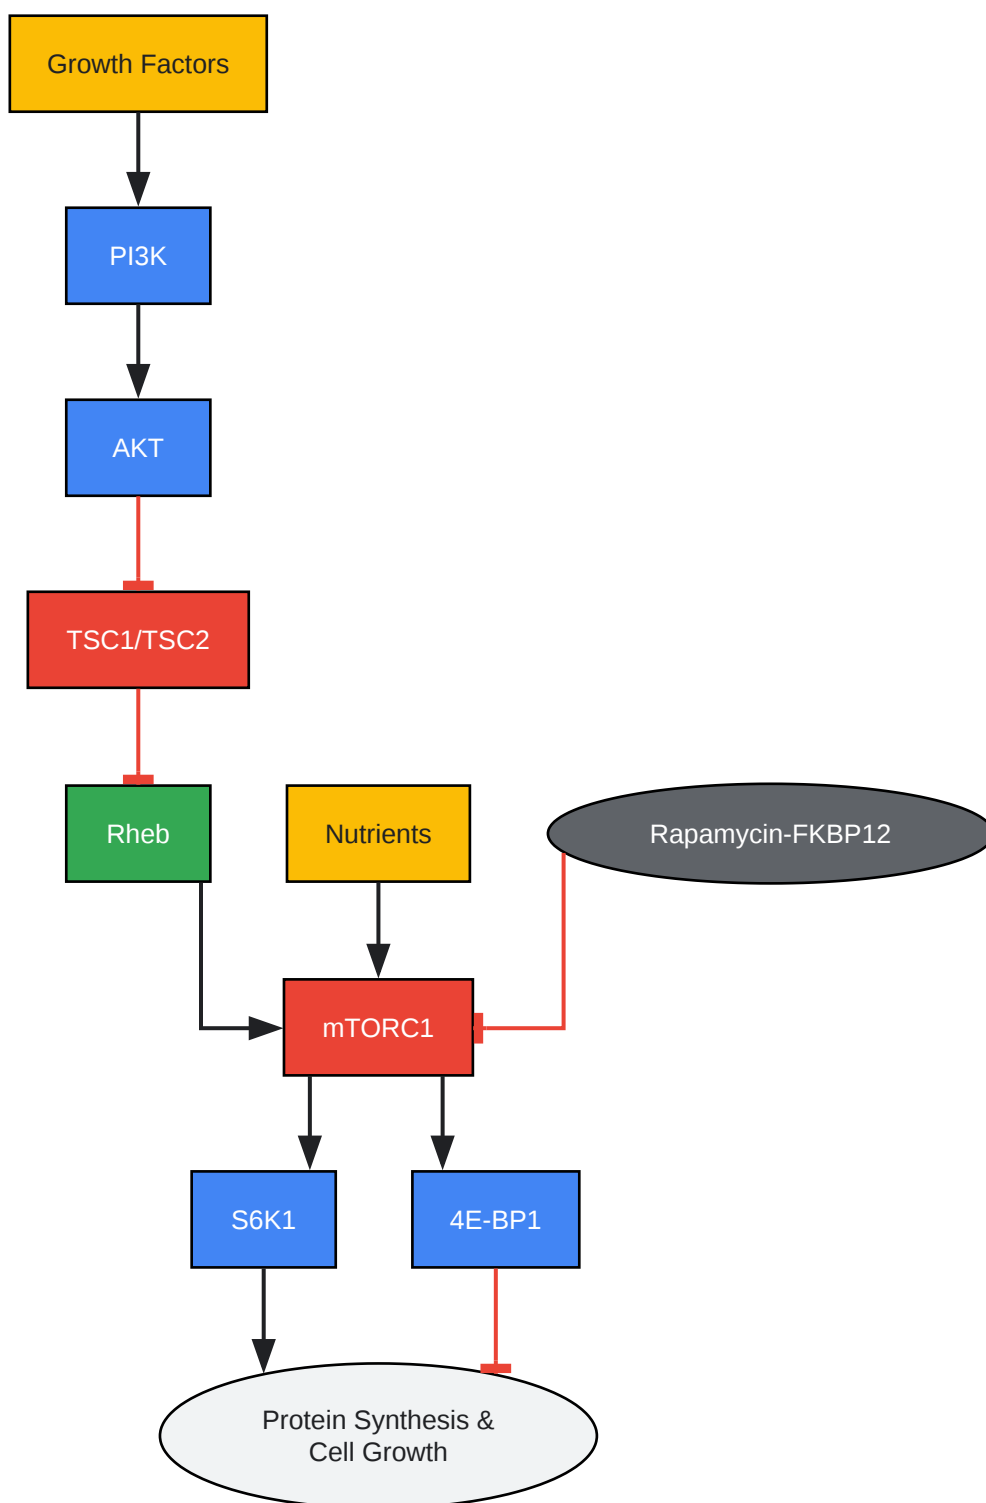 Growth Factors
PI3K
AKT
TSC1/TSC2
Rheb
Nutrients
Rapamycin-FKBP12
mTORC1
S6K1
4E-BP1
Protein Synthesis &
Cell Growth